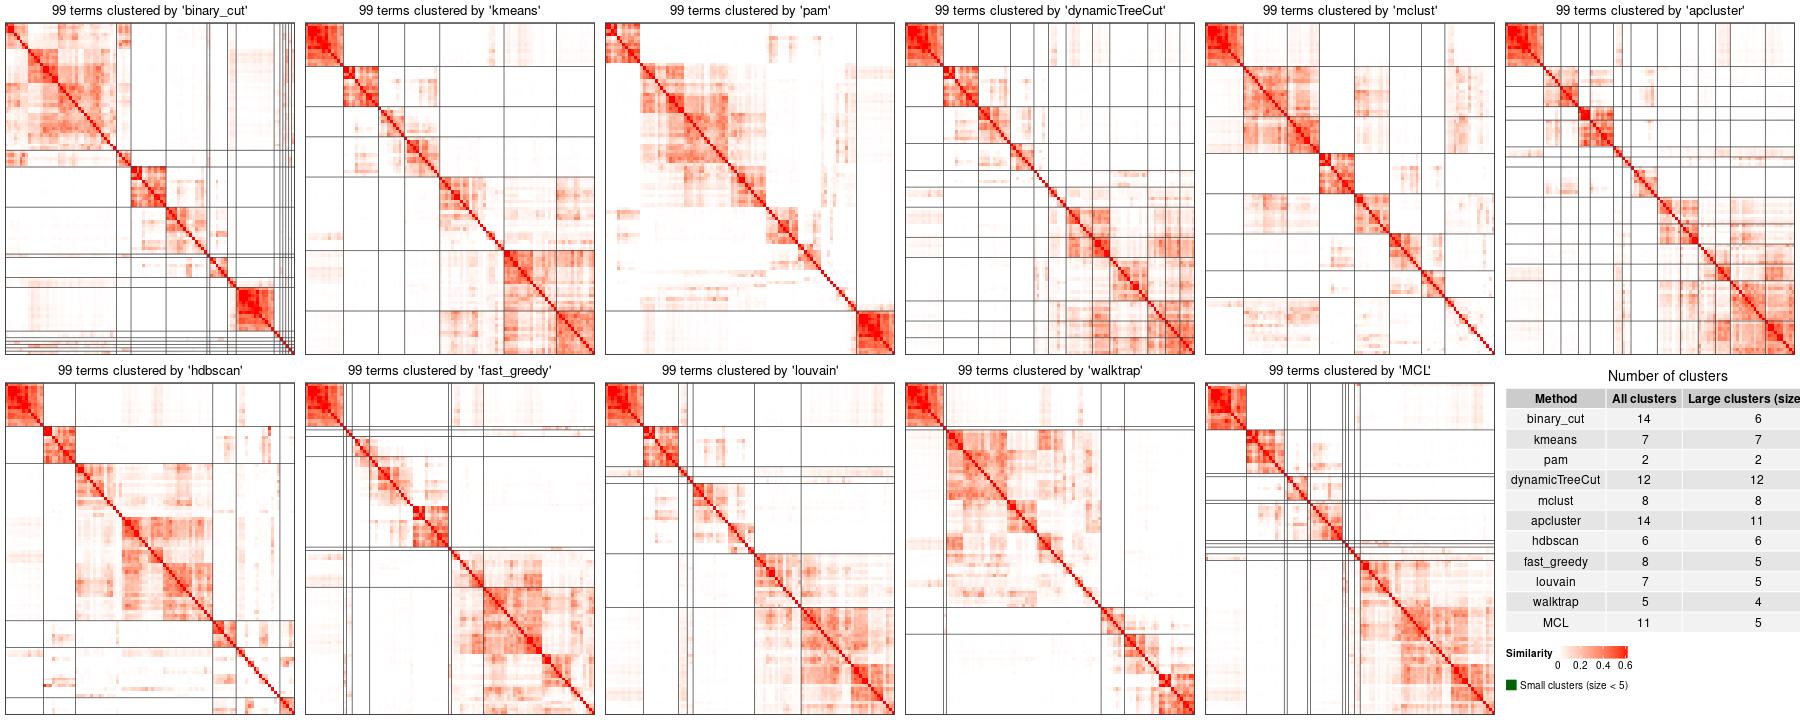 99 terms clustered by 'binary_cut'
99 terms clustered by 'kmeans'
99 terms clustered by 'pam'
99 terms clustered by 'dynamicTreeCut'
99 terms clustered by 'mclust'
99 terms clustered by 'apcluster'
99 terms clustered by 'hdbscan'
99 terms clustered by 'fast_greedy'
99 terms clustered by 'louvain'
99 terms clustered by 'walktrap'
99 terms clustered by 'MCL'
Number of clusters
Method All clusters Large clusters (size
binary_cut 14 6
kmeans 7 7
pam 2 2
dynamicTreeCut 12 12
mclust 8 8
apcluster 14 11
hdbscan 6 6
fast_greedy 8 5
louvain 7 5
walktrap 5 4
MCL 11 5
Similarity
0 0.2 0.4 0.6
Small clusters (size < 5)